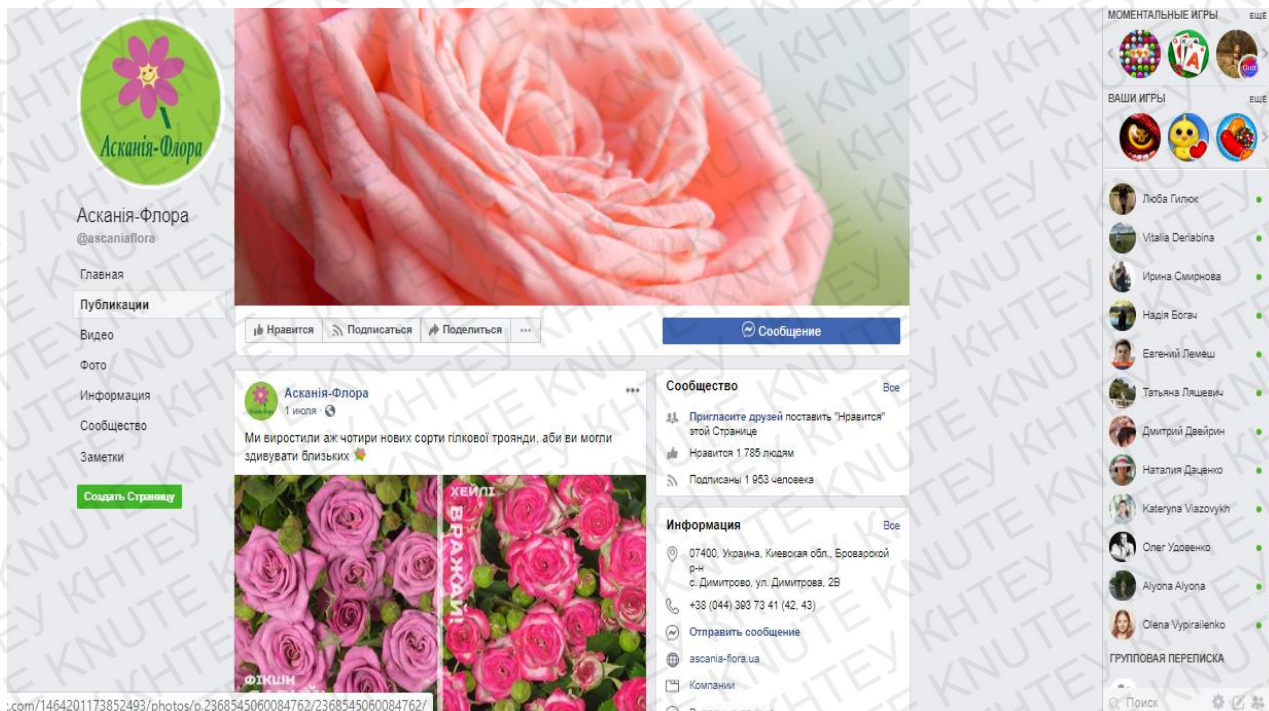 Асканія-Флора
Асканія-Флора
@ascaniaflora
Главная
Публикации
Видео
Фото
Информация
Сообщество
Заметки
Создать Страницу
Нравится
Подписаться
Поделиться
Сообщение
Асканія-Флора
1 июля
Ми виростили аж чотири нових сорти гілкової троянди, аби ви могли
здивувати близьких
ХЕЙЛІ
ВРАЖАЙ!
ФІКШН
Сообщество
Все
Пригласите друзей поставить "Нравится"
этой Странице
Нравится 1 785 людям
Подписаны 1 953 человека
Информация
Все
07400, Украина, Киевская обл., Броварской
р-н
с. Димитрово, ул. Димитрова, 2В
+38 (044) 393 73 41 (42, 43)
Отправить сообщение
ascania-flora.ua
Компании
МОМЕНТАЛЬНЫЕ ИГРЫ
ЕЩЁ
ВАШИ ИГРЫ
ЕЩЁ
Люба Гилюк
Vitalia Deriabina
Ирина Смирнова
Надія Богач
Евгений Лемеш
Татьяна Ляшевич
Дмитрий Двейрин
Наталия Даценко
Kateryna Viazovykh
Олег Удовенко
Alyona Alyona
Olena Vypirailenko
ГРУППОВАЯ ПЕРЕПИСКА
Поиск
.com/1464201173852493/photos/p.2368545060084762/2368545060084762/
KNUTE КНТЕУ